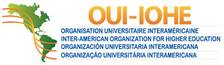 OUI-IOHE
ORGANISATION UNIVERSITAIRE INTERAMÉRICAINE
INTER-AMERICAN ORGANIZATION FOR HIGHER EDUCATION
ORGANIZACIÓN UNIVERSITARIA INTERAMERICANA
ORGANIZAÇÃO UNIVERSITÁRIA INTERAMERICANA